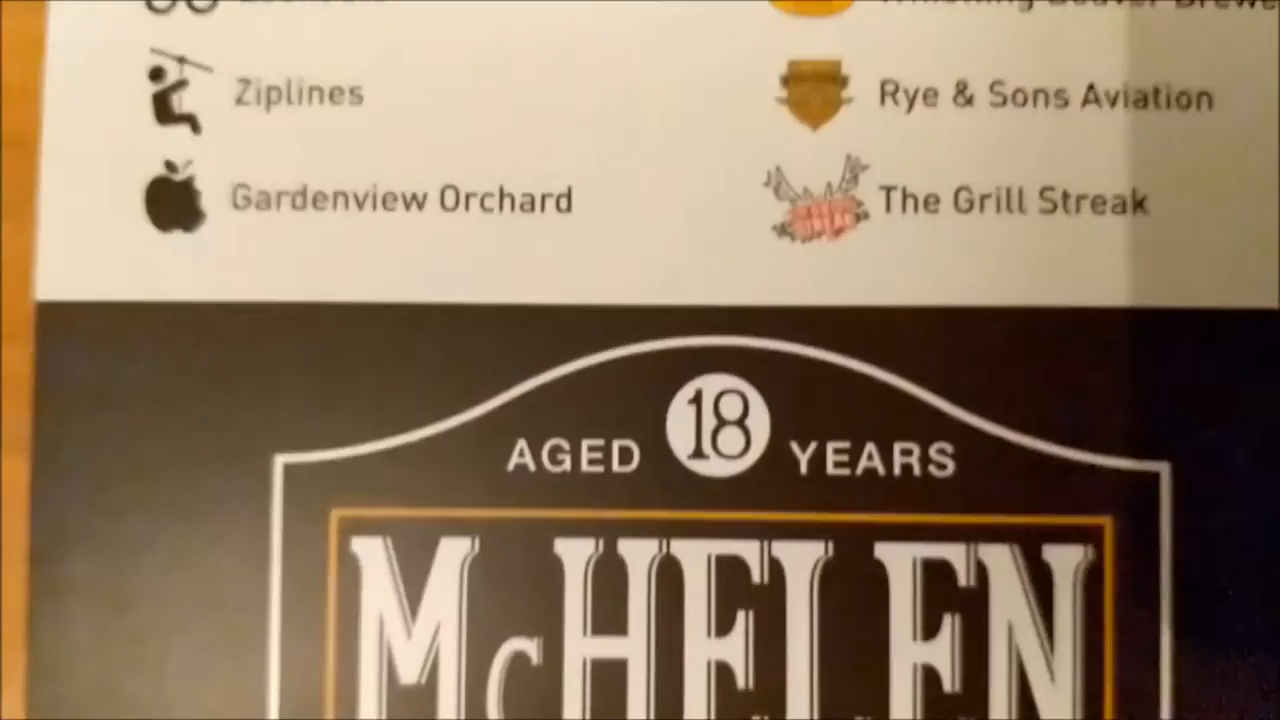 Ziplines
Rye & Sons Aviation
Gardenview Orchard
The Grill Streak
AGED 18 YEARS
McHELEN